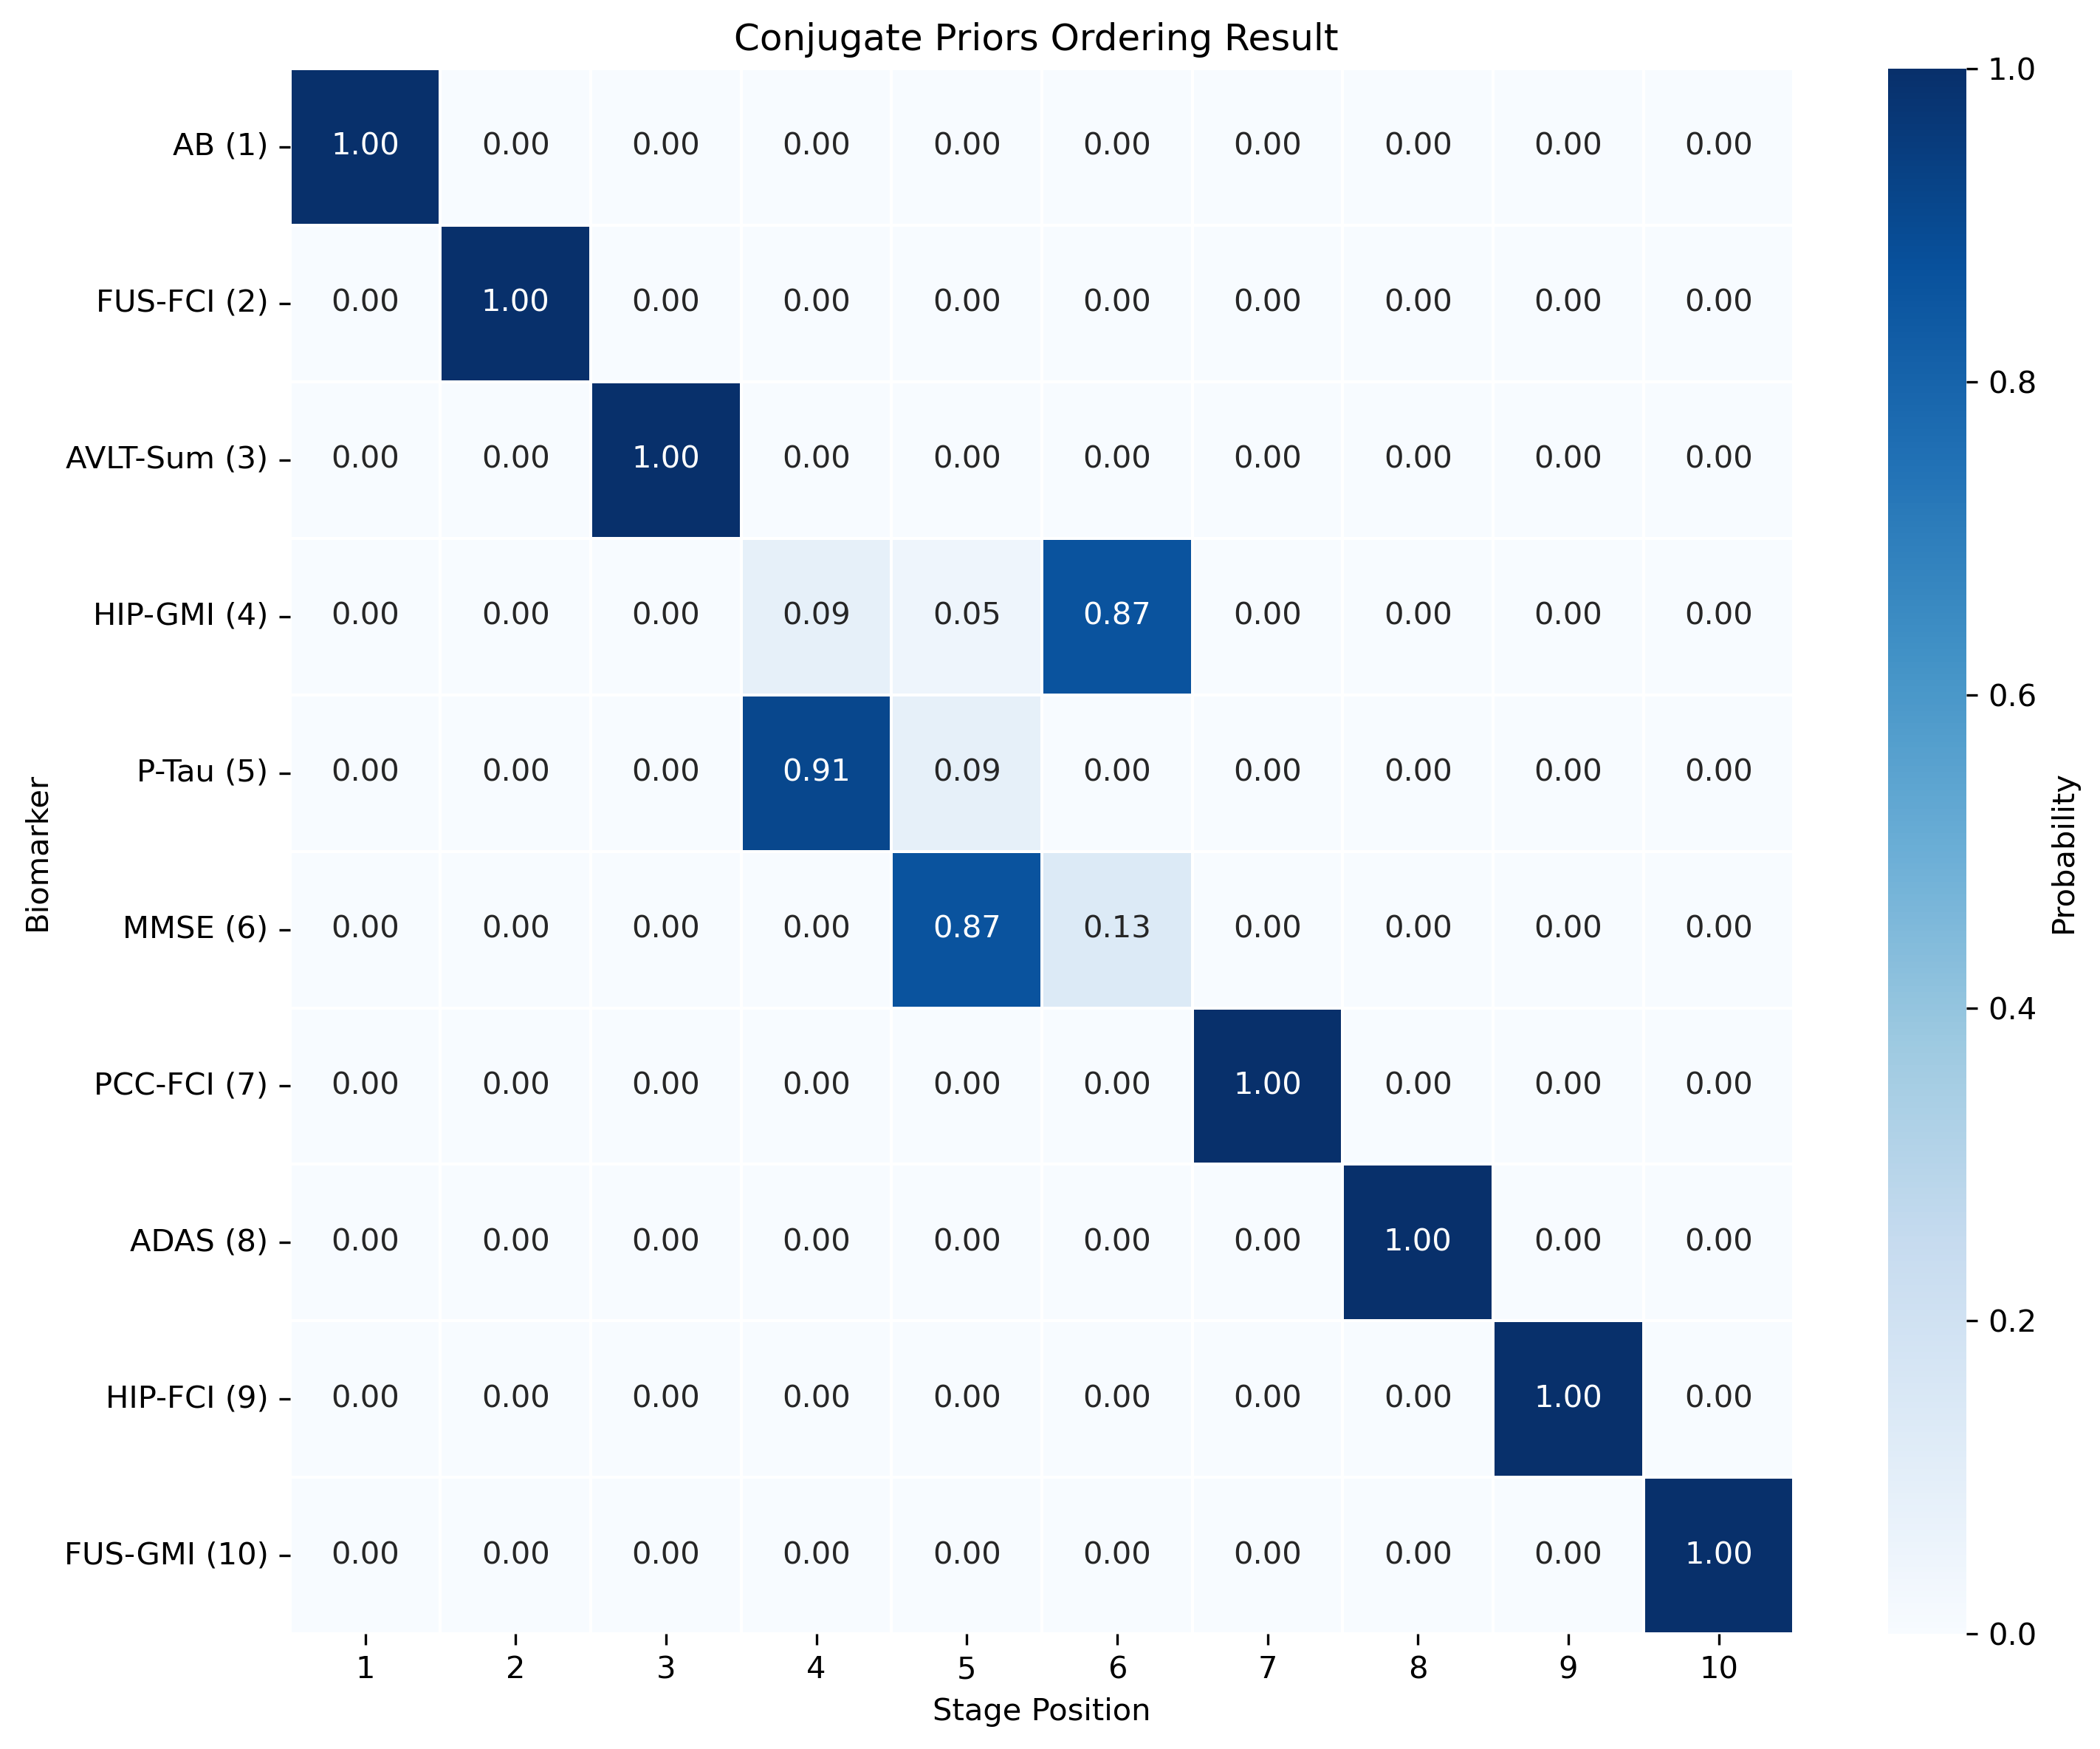 Conjugate Priors Ordering Result
Biomarker
AB (1) 1.00 0.00 0.00 0.00 0.00 0.00 0.00 0.00 0.00 0.00
FUS-FCI (2) 0.00 1.00 0.00 0.00 0.00 0.00 0.00 0.00 0.00 0.00
AVLT-Sum (3) 0.00 0.00 1.00 0.00 0.00 0.00 0.00 0.00 0.00 0.00
HIP-GMI (4) 0.00 0.00 0.00 0.09 0.05 0.87 0.00 0.00 0.00 0.00
P-Tau (5) 0.00 0.00 0.00 0.91 0.09 0.00 0.00 0.00 0.00 0.00
MMSE (6) 0.00 0.00 0.00 0.00 0.87 0.13 0.00 0.00 0.00 0.00
PCC-FCI (7) 0.00 0.00 0.00 0.00 0.00 0.00 1.00 0.00 0.00 0.00
ADAS (8) 0.00 0.00 0.00 0.00 0.00 0.00 0.00 1.00 0.00 0.00
HIP-FCI (9) 0.00 0.00 0.00 0.00 0.00 0.00 0.00 0.00 1.00 0.00
FUS-GMI (10) 0.00 0.00 0.00 0.00 0.00 0.00 0.00 0.00 0.00 1.00
1 2 3 4 5 6 7 8 9 10
Stage Position
1.0
0.8
0.6
0.4
0.2
0.0
Probability